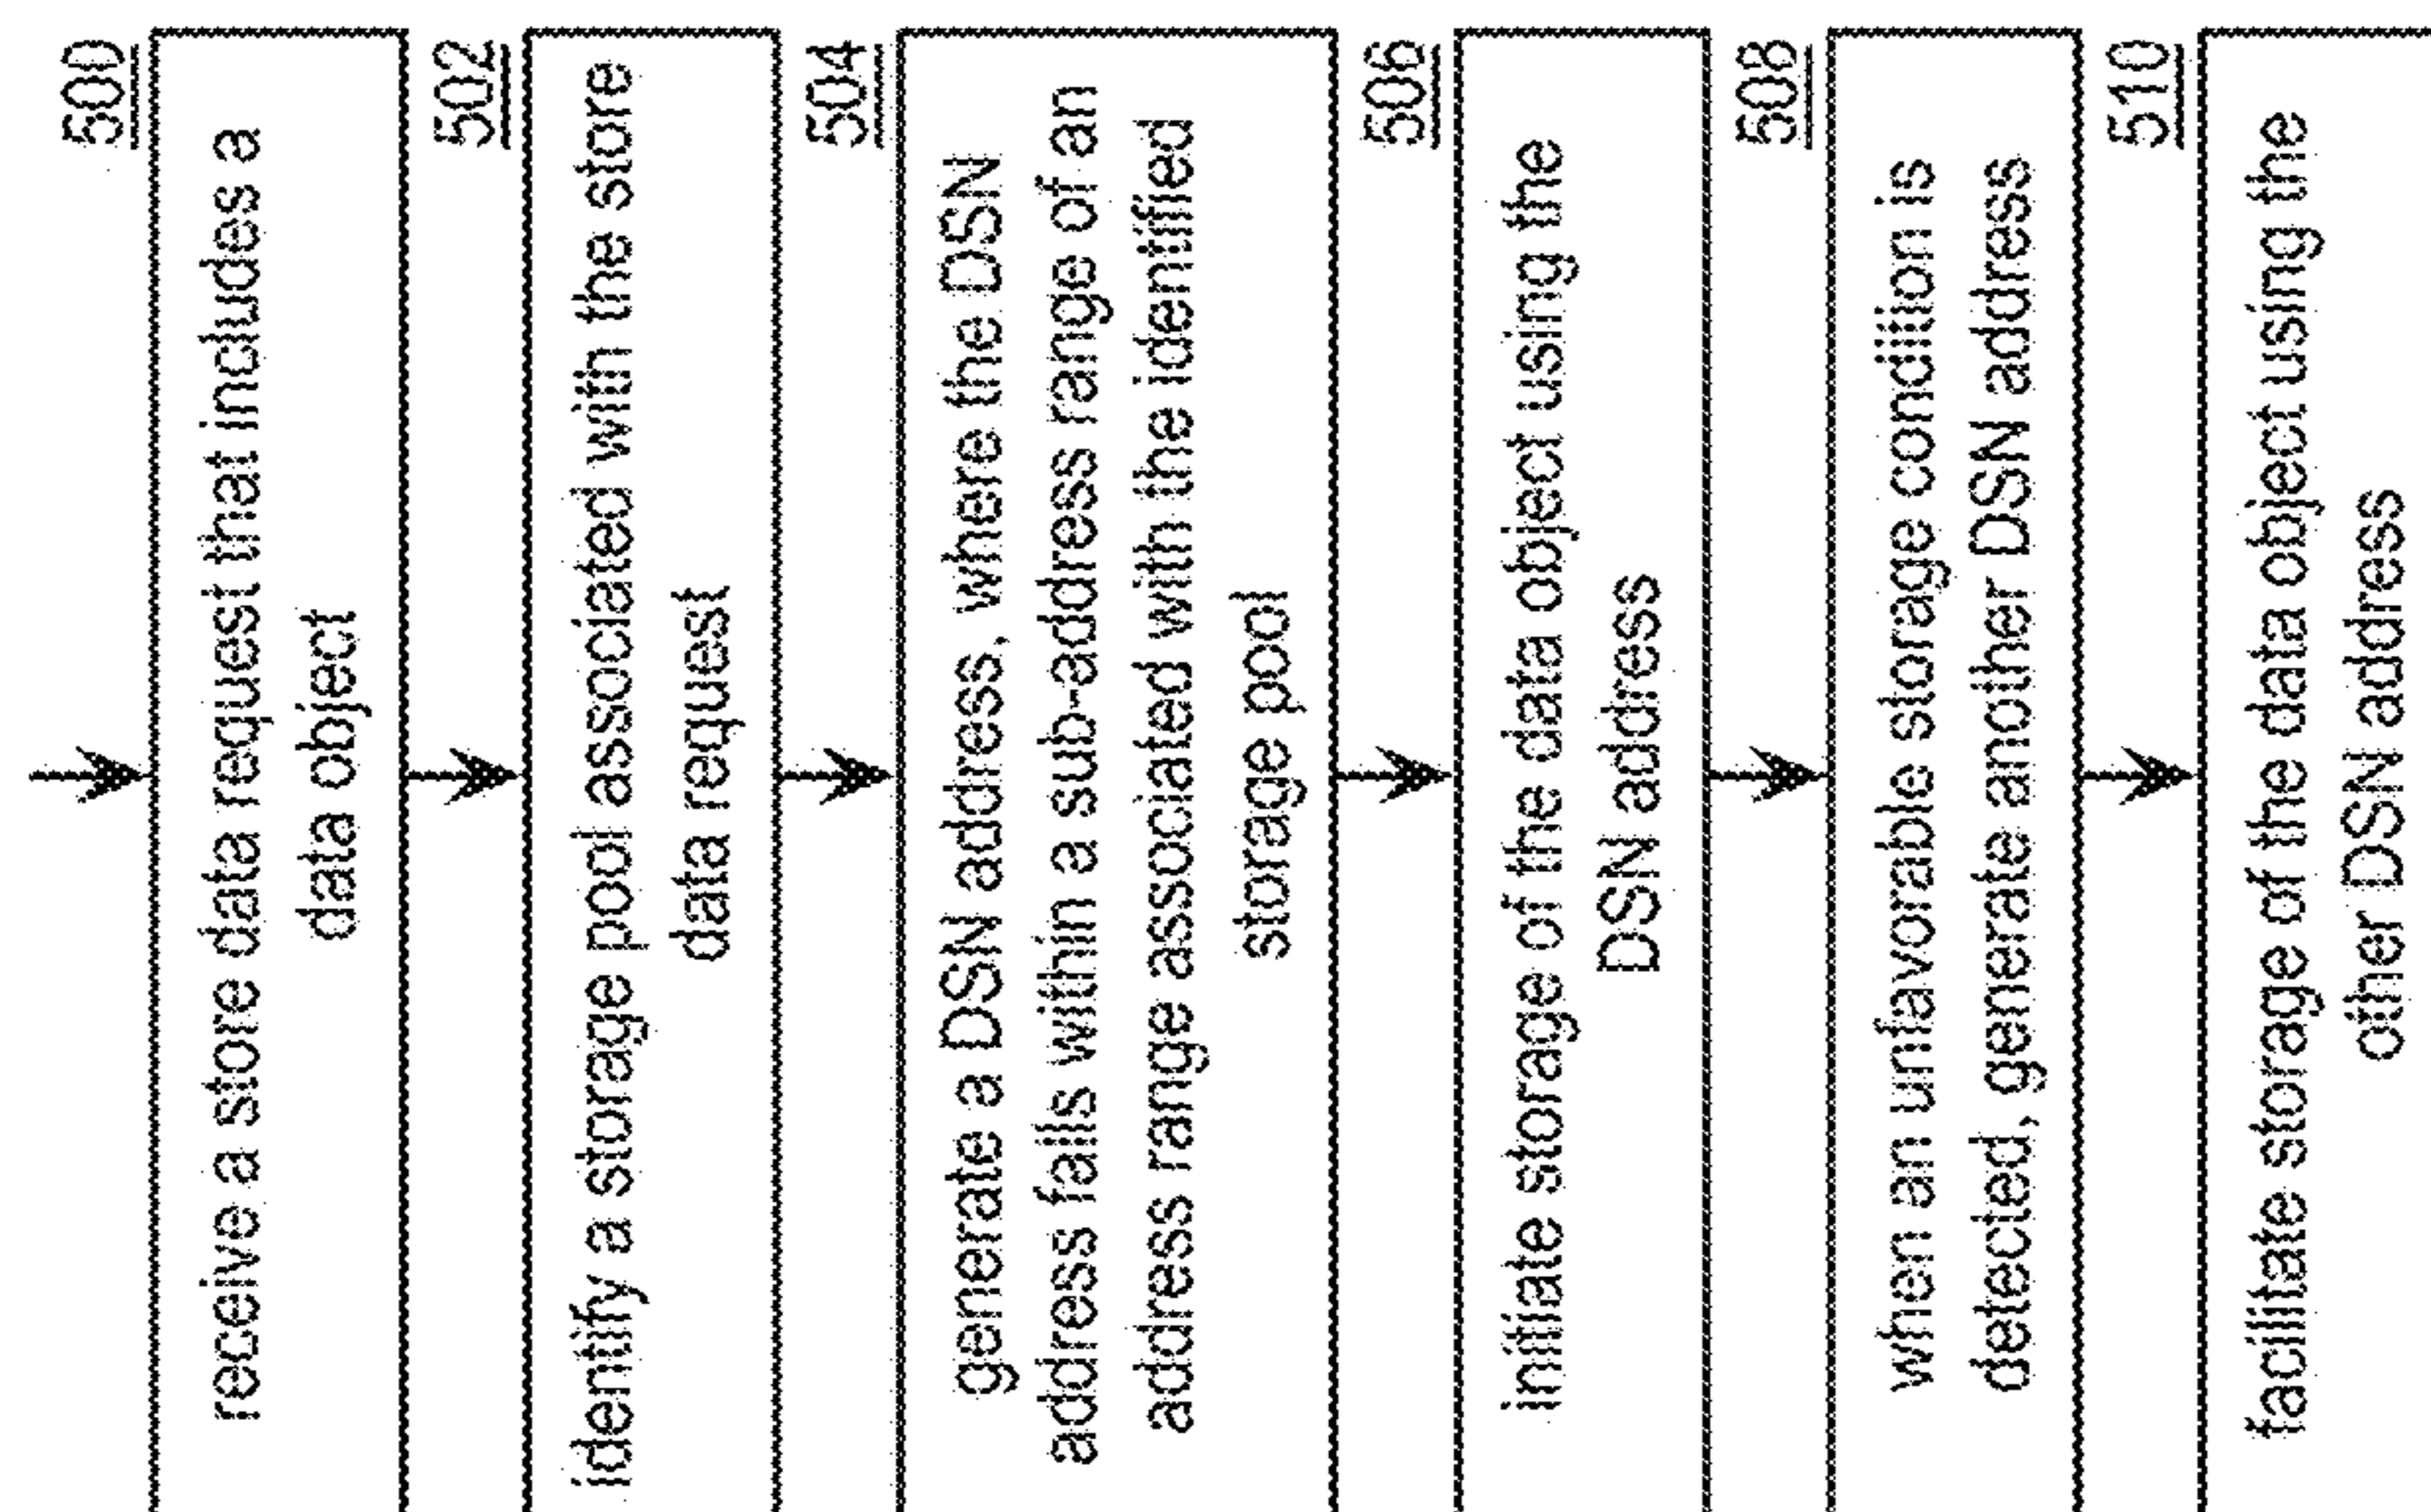 500
receive a store data request that includes a
data object
502
identify a storage pool associated with the store
data request
504
generate a DSN address, where the DSN
address falls within a sub-address range of an
address range associated with the identified
storage pool
506
initiate storage of the data object using the
DSN address
508
when an unfavorable storage condition is
detected, generate another DSN address
510
facilitate storage of the data object using the
other DSN address